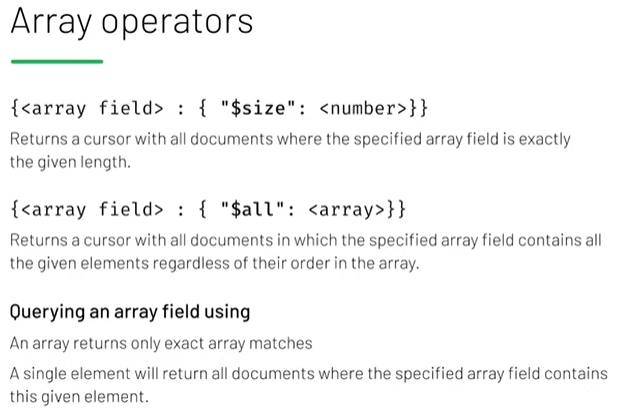 Array operators
{<array field> : { "$size": <number>}}
Returns a cursor with all documents where the specified array field is exactly
the given length.
{<array field> : { "$all": <array>}}
Returns a cursor with all documents in which the specified array field contains all
the given elements regardless of their order in the array.
Querying an array field using
An array returns only exact array matches
A single element will return all documents where the specified array field contains
this given element.